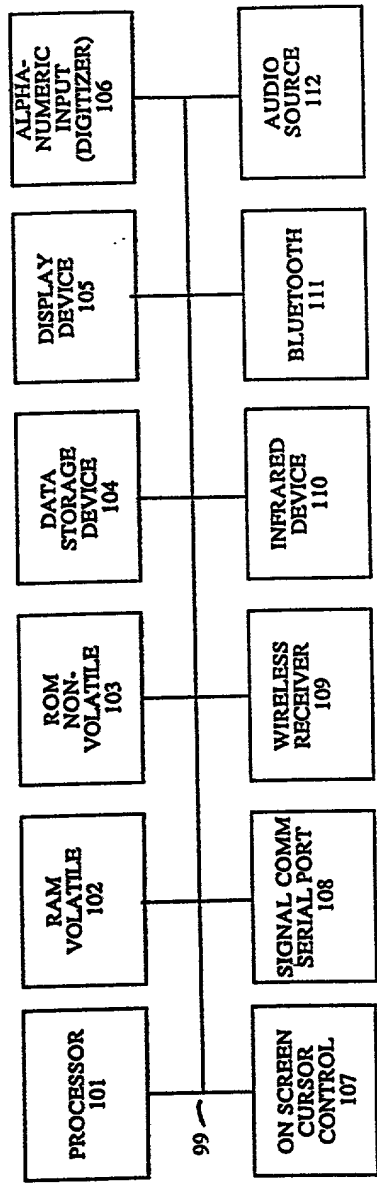 PROCESSOR
101
RAM
VOLATILE
102
ROM
NON-
VOLATILE
103
DATA
STORAGE
DEVICE
104
DISPLAY
DEVICE
105
ALPHA-
NUMERIC
INPUT
(DIGITIZER)
106
99
ON SCREEN
CURSOR
CONTROL
107
SIGNAL COMM
SERIAL PORT
108
WIRELESS
RECEIVER
109
INFRARED
DEVICE
110
BLUETOOTH
111
AUDIO
SOURCE
112